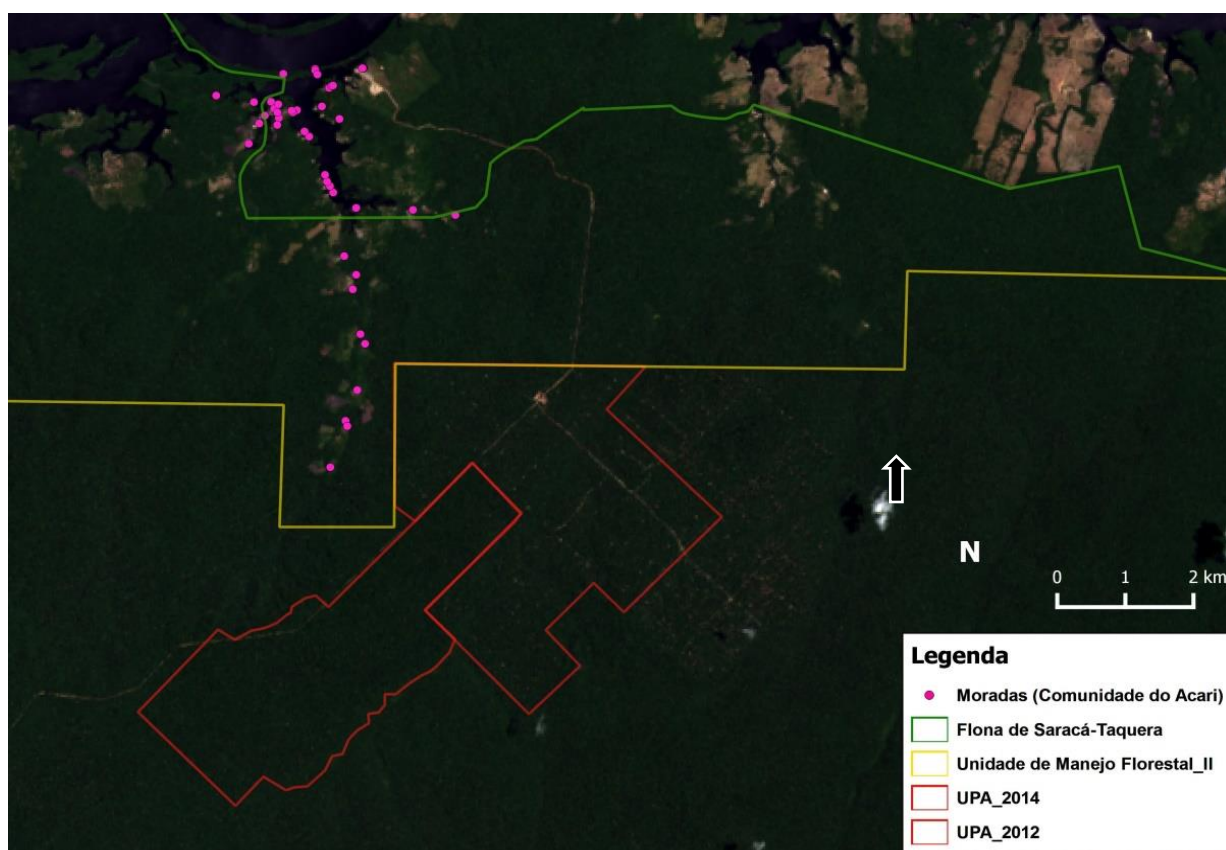 N
0 1 2 km
Legenda
Moradas (Comunidade do Acari)
Flona de Saracá-Taquera
Unidade de Manejo Florestal_II
UPA_2014
UPA_2012